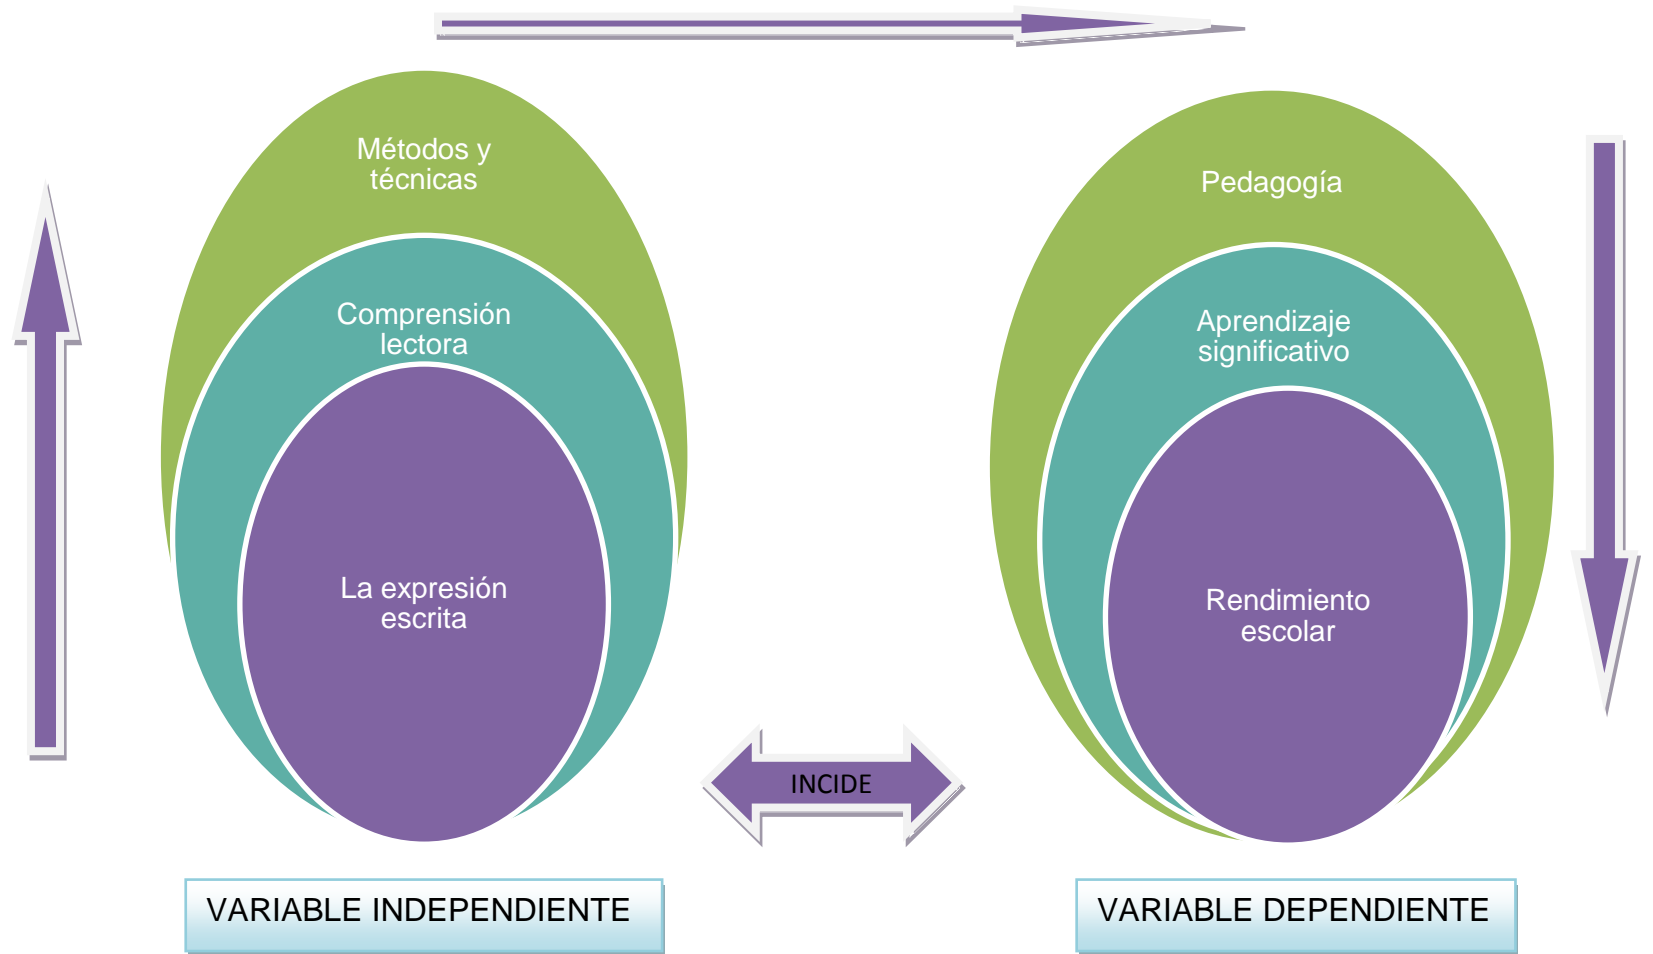 Métodos y
técnicas
Comprensión
lectora
La expresión
escrita
Pedagogía
Aprendizaje
significativo
Rendimiento
escolar
INCIDE
VARIABLE INDEPENDIENTE
VARIABLE DEPENDIENTE